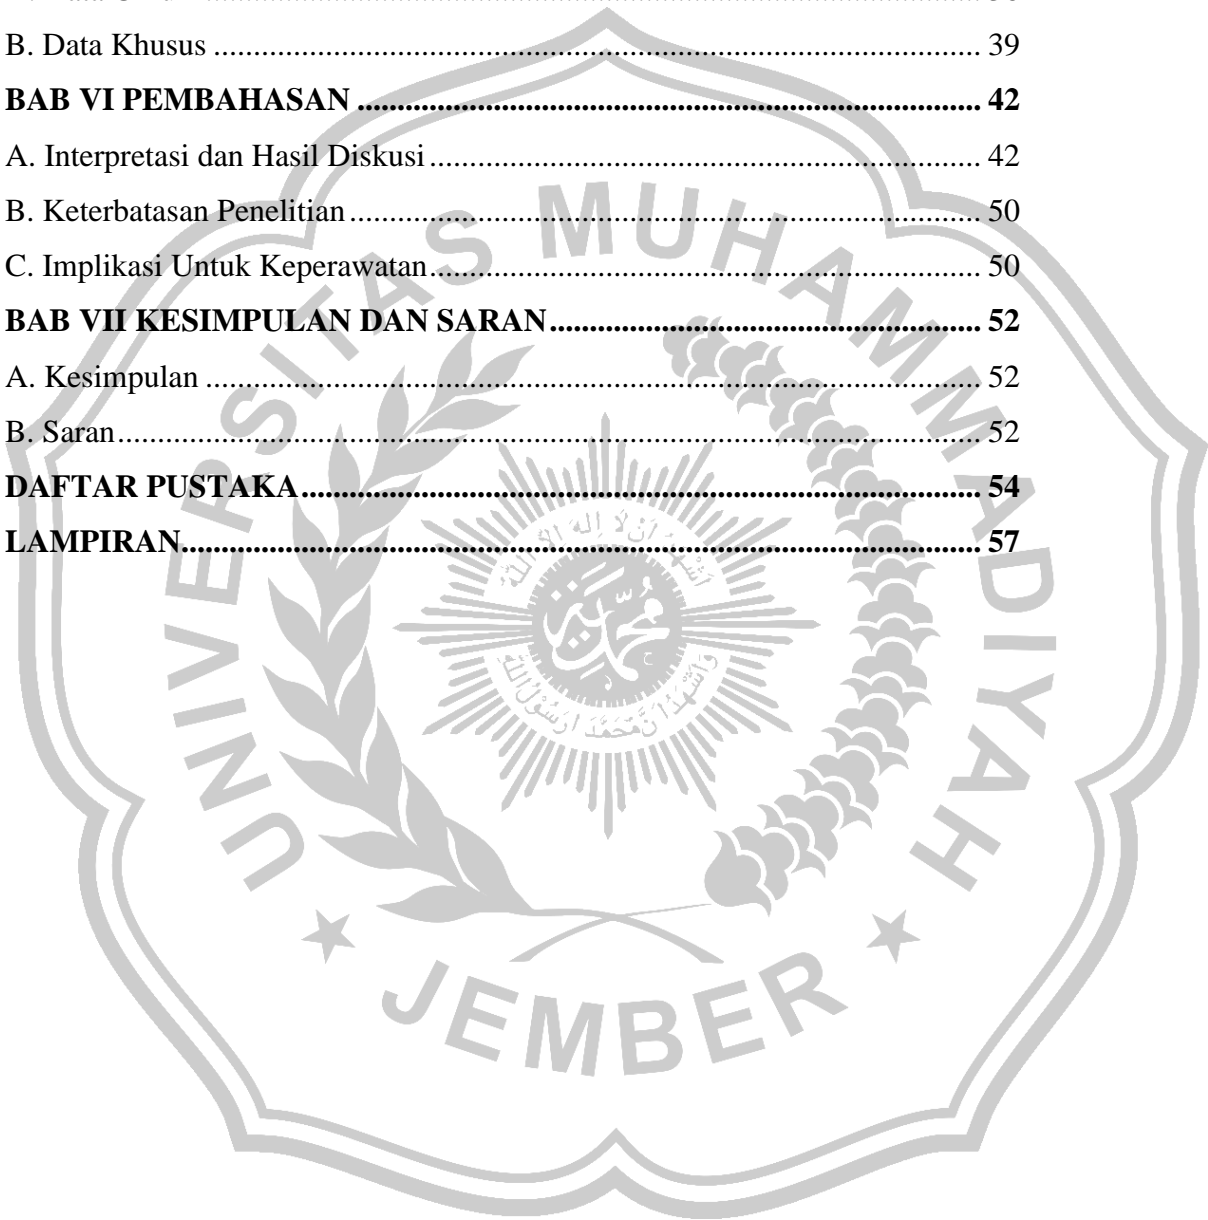 B. Data Khusus ................................................................................................ 39
BAB VI PEMBAHASAN .............................................................................. 42
A. Interpretasi dan Hasil Diskusi ..................................................................... 42
B. Keterbatasan Penelitian ............................................................................... 50
C. Implikasi Untuk Keperawatan ..................................................................... 50
BAB VII KESIMPULAN DAN SARAN ...................................................... 52
A. Kesimpulan ................................................................................................. 52
B. Saran ............................................................................................................ 52
DAFTAR PUSTAKA ..................................................................................... 54
LAMPIRAN .................................................................................................... 57
UNIVERSITAS MUHAMMADIYAH
JEMBER